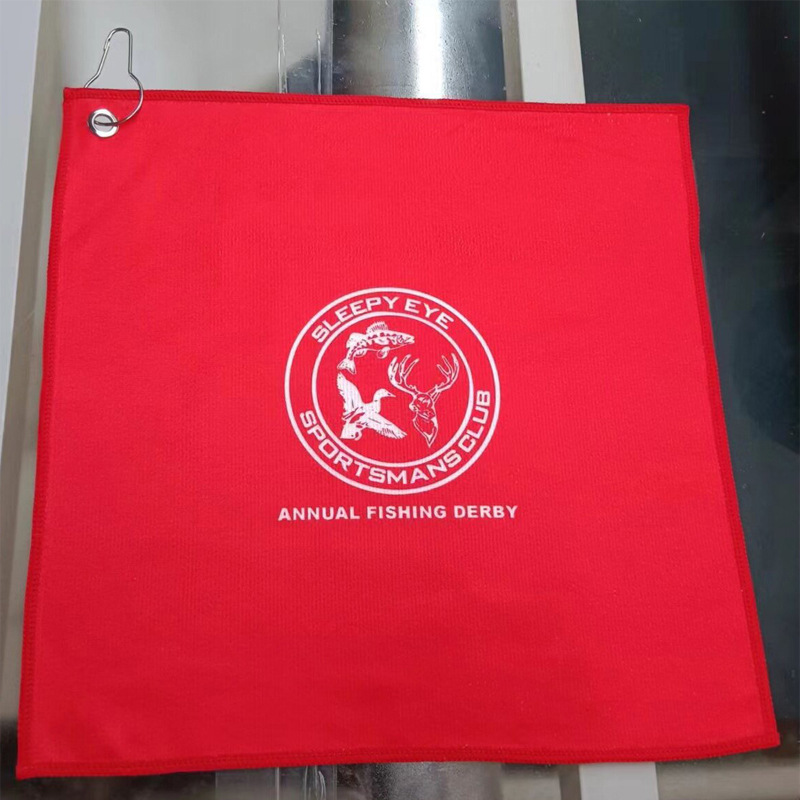 SLEEPY EYE
SPORTSMANS CLUB
ANNUAL FISHING DERBY